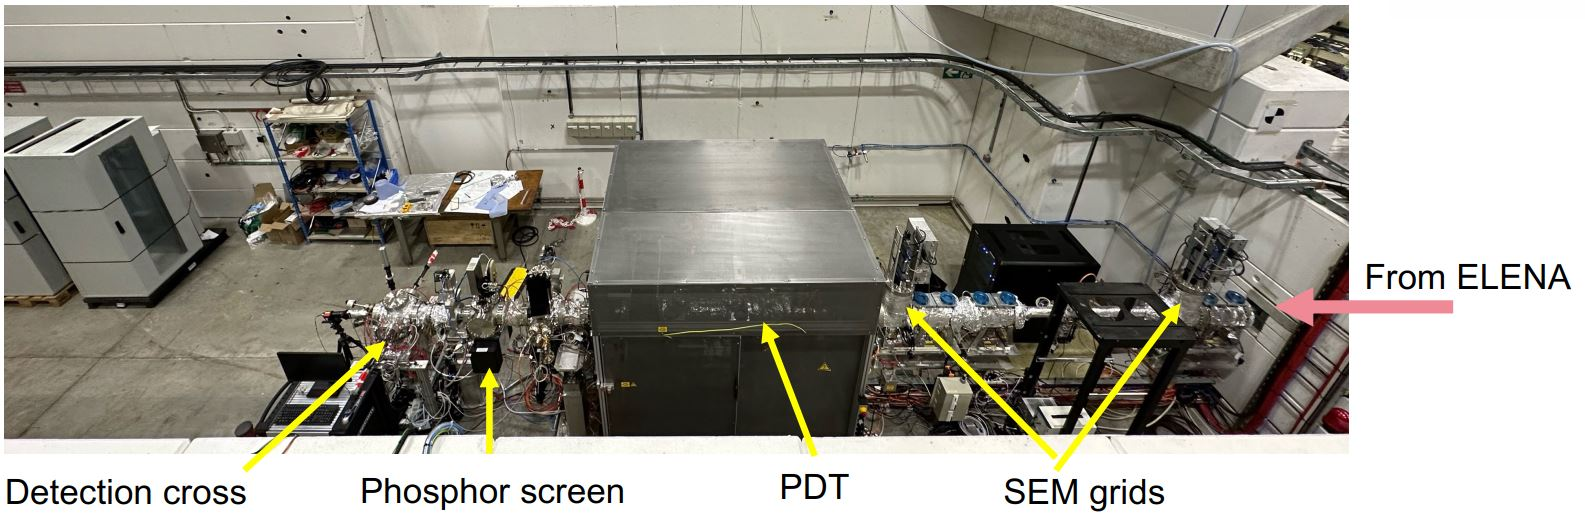 From ELENA
Detection cross
Phosphor screen
PDT
SEM grids